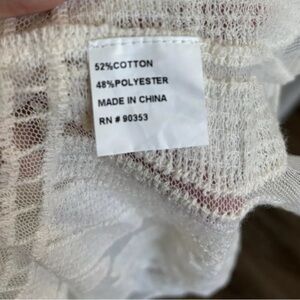 52%COTTON
48%POLYESTER
MADE IN CHINA
RN # 90353